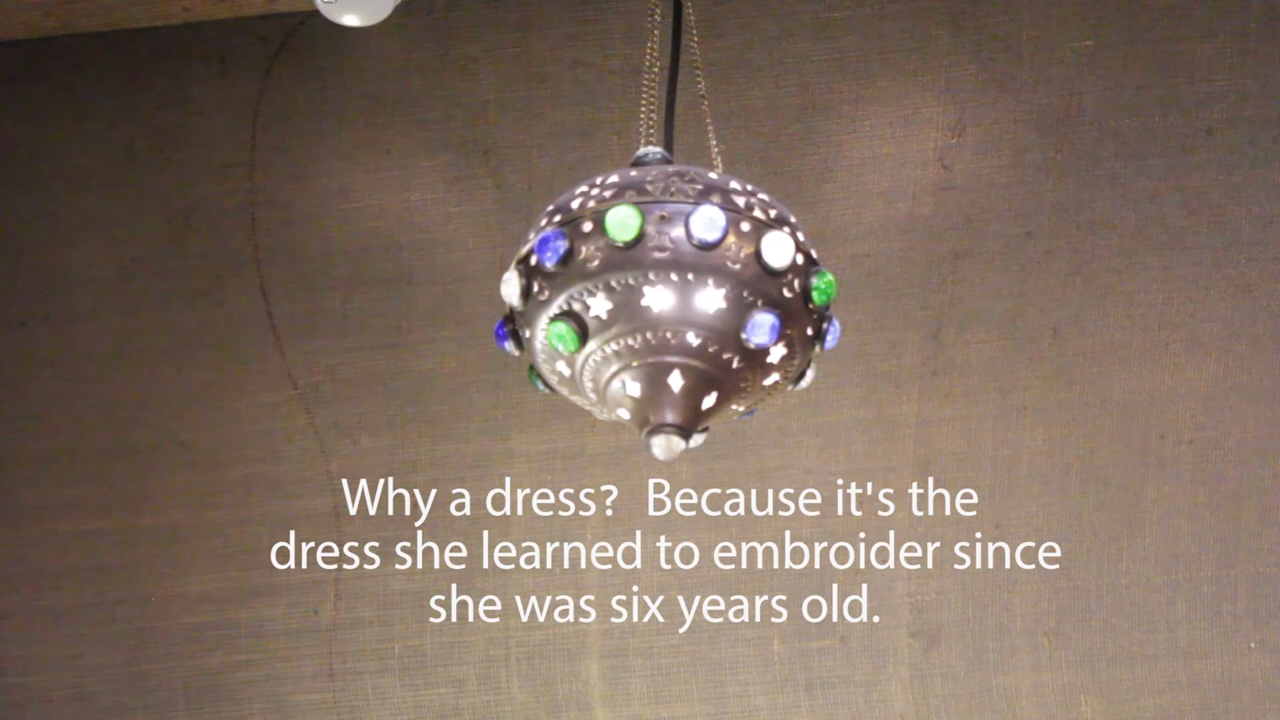 Why a dress?  Because it's the
dress she learned to embroider since
she was six years old.